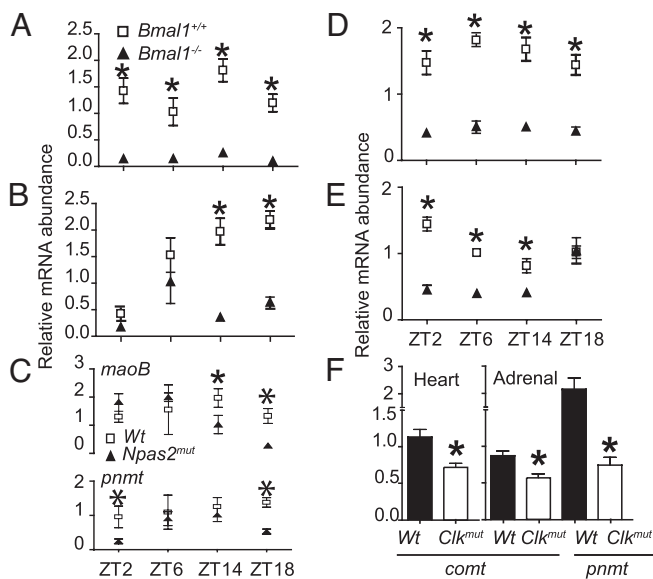 A
Bmal1+/+
Bmal1-/-
2.5
2.0
1.5
1.0
0.5
0.0
* * * *
B
2.5
2.0
1.5
1.0
0.5
0.0
* *
Relative mRNA abundance
C
maoB
3
2
1
0
* *
Wt
Npas2mut
pnmt
2
1
0
* *
ZT2 ZT6 ZT14 ZT18
D
2
1
0
* * * *
E
2
1
0
* * *
Relative mRNA abundance
ZT2 ZT6 ZT14 ZT18
F
Heart Adrenal
3
2
1.5
1.0
0.5
0.0
* * *
Wt Clkmut Wt Clkmut Wt Clkmut
comt pnmt